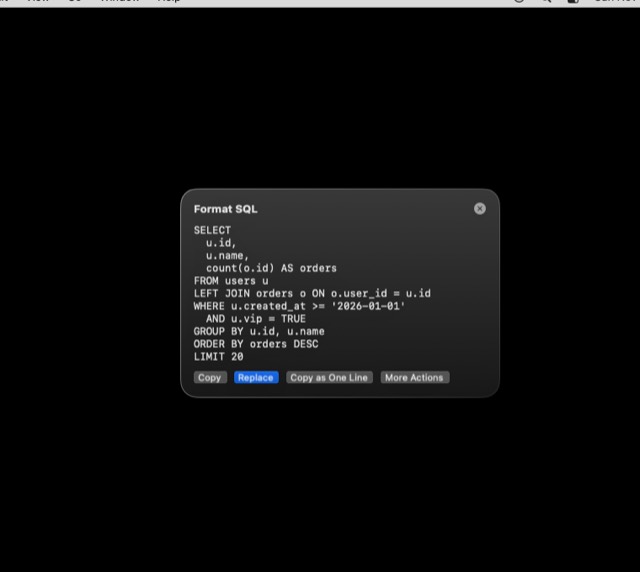 Format SQL
SELECT
  u.id,
  u.name,
  count(o.id) AS orders
FROM users u
LEFT JOIN orders o ON o.user_id = u.id
WHERE u.created_at >= '2026-01-01'
  AND u.vip = TRUE
GROUP BY u.id, u.name
ORDER BY orders DESC
LIMIT 20
Copy Replace Copy as One Line More Actions